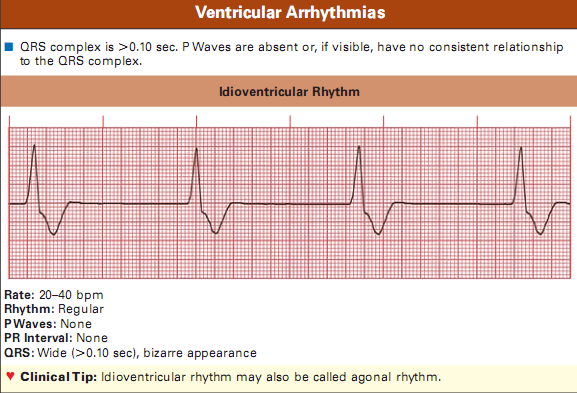 Ventricular Arrhythmias
■ QRS complex is >0.10 sec. P Waves are absent or, if visible, have no consistent relationship
to the QRS complex.
Idioventricular Rhythm
Rate: 20–40 bpm
Rhythm: Regular
P Waves: None
PR Interval: None
QRS: Wide (>0.10 sec), bizarre appearance
♥ Clinical Tip: Idioventricular rhythm may also be called agonal rhythm.